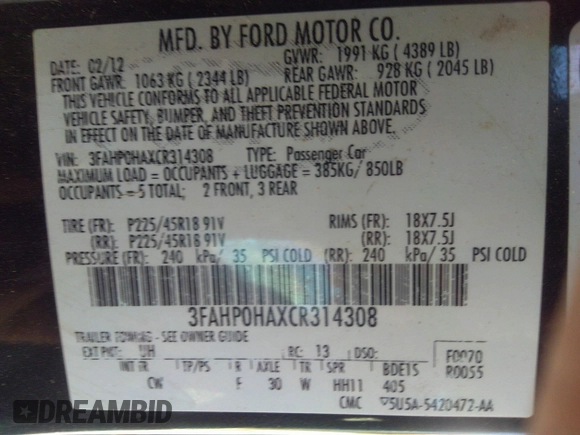 MFD. BY FORD MOTOR CO.
DATE: 02/12 GVWR: 1991 KG ( 4389 LB)
FRONT GAWR: 1063 KG ( 2344 LB) REAR GAWR: 928 KG ( 2045 LB)
THIS VEHICLE CONFORMS TO ALL APPLICABLE FEDERAL MOTOR
VEHICLE SAFETY, BUMPER, AND THEFT PREVENTION STANDARDS
IN EFFECT ON THE DATE OF MANUFACTURE SHOWN ABOVE.
VIN: 3FAHP0HAXCR314308 TYPE: Passenger Car
MAXIMUM LOAD = OCCUPANTS + LUGGAGE = 385KG/ 850LB
OCCUPANTS = 5 TOTAL; 2 FRONT, 3 REAR
TIRE (FR): P225/45R18 91V RIMS (FR): 18X7.5J
(RR): P225/45R18 91V (RR): 18X7.5J
PRESSURE (FR): 240 kPa/ 35 PSI COLD (RR): 240 kPa/ 35 PSI COLD
3FAHP0HAXCR314308
TRAILER TOWING - SEE OWNER GUIDE
EXT PNT: UH RC: 13 DSO: F0070
INT TR TP/PS R AXLE TR SPR BDE15 R0055
CW F 30 W HH11 405
CMC 5U5A-5420472-AA
DREAMBID